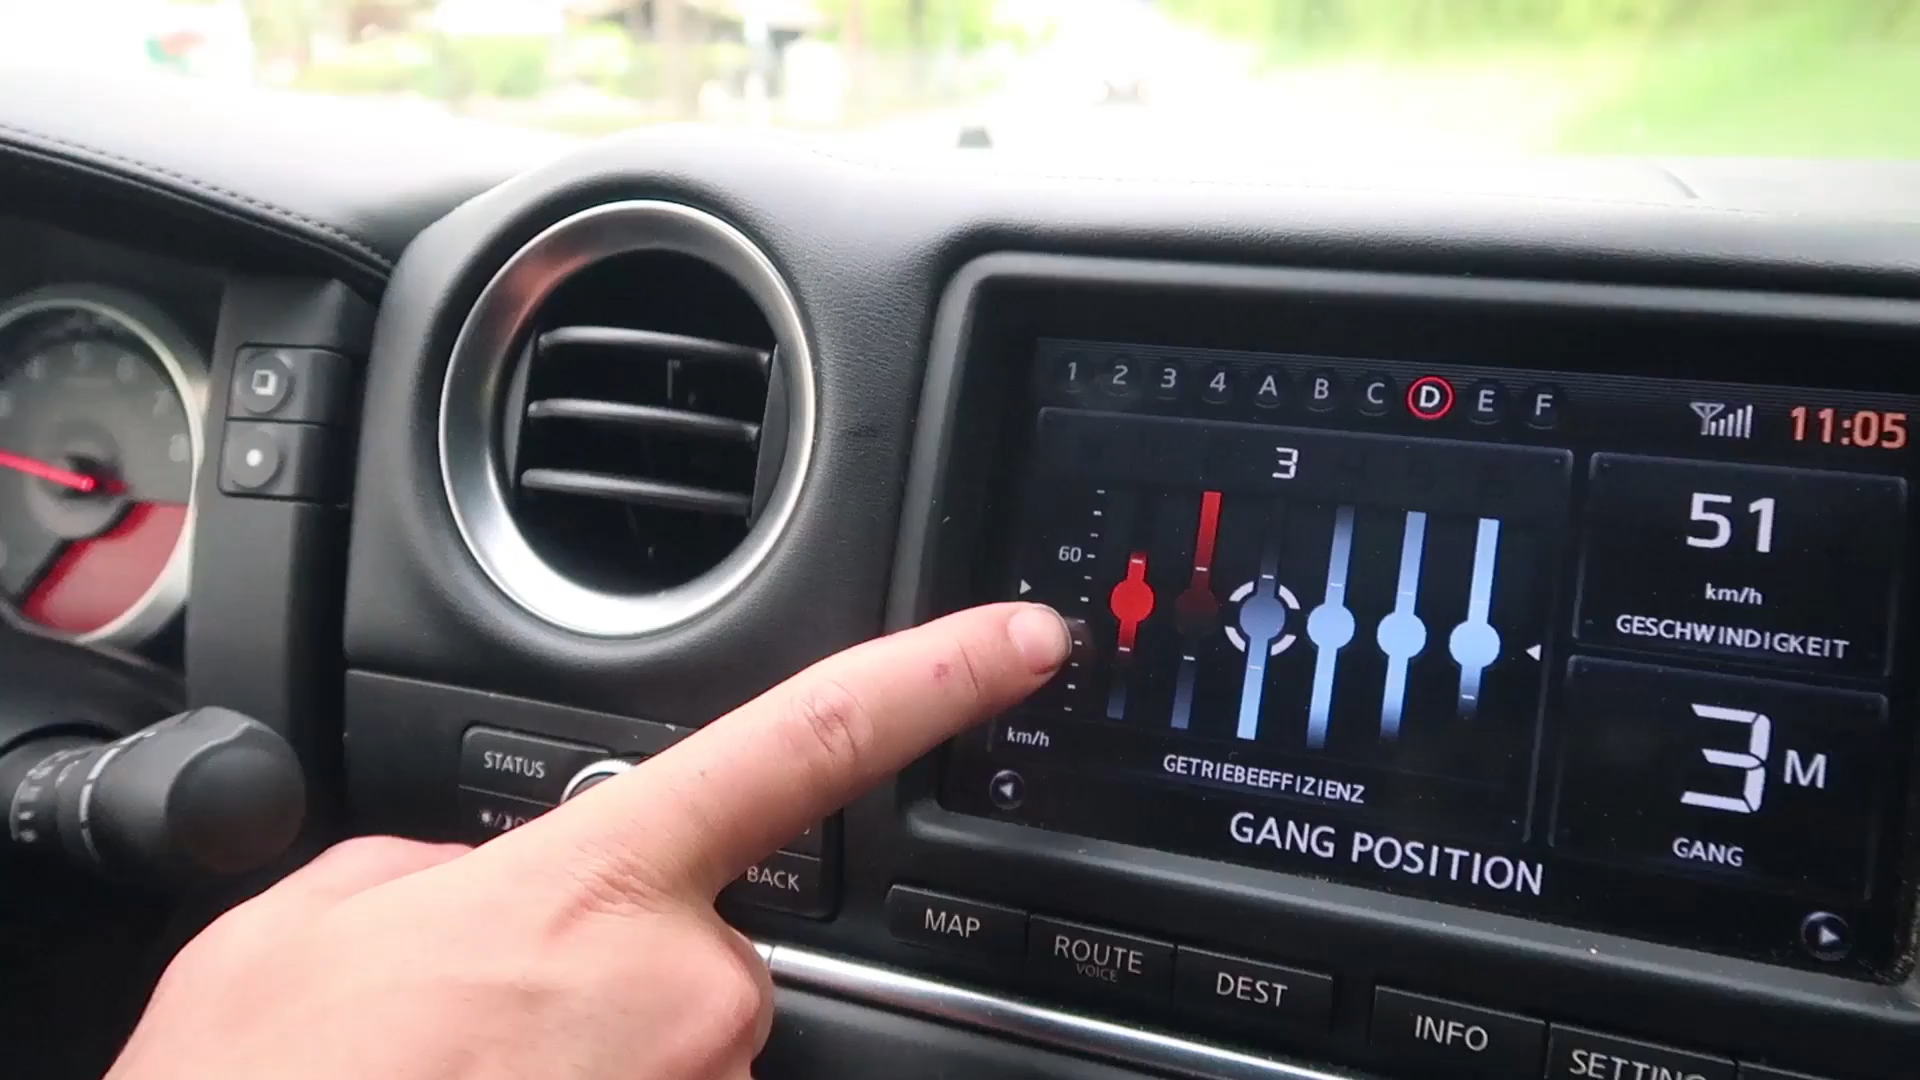 1 2 3 4 A B C D E F
11:05
3
60
km/h
GETRIEBEEFFIZIENZ
GANG POSITION
51
km/h
GESCHWINDIGKEIT
3 M
GANG
STATUS
BACK
MAP
ROUTE
VOICE
DEST
INFO